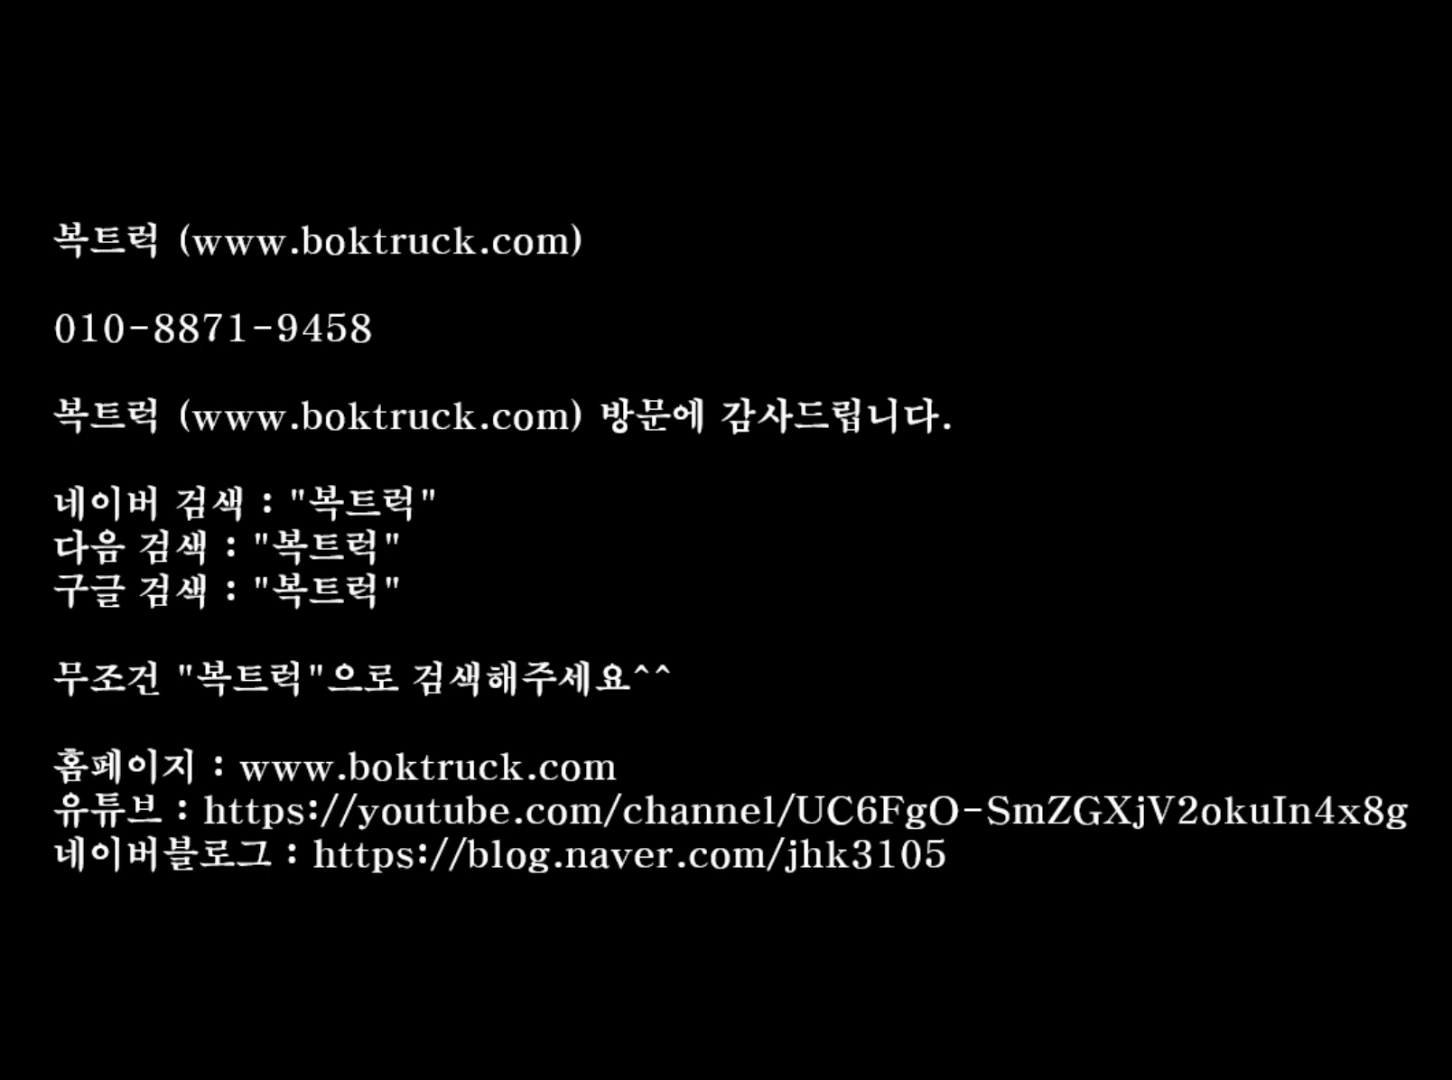 복트럭 (www.boktruck.com)
010-8871-9458
복트럭 (www.boktruck.com) 방문에 감사드립니다.
네이버 검색 : "복트럭"
다음 검색 : "복트럭"
구글 검색 : "복트럭"
무조건 "복트럭"으로 검색해주세요^^
홈페이지 : www.boktruck.com
유튜브 : https://youtube.com/channel/UC6FgO-SmZGXjV2okuIn4x8g
네이버블로그 : https://blog.naver.com/jhk3105